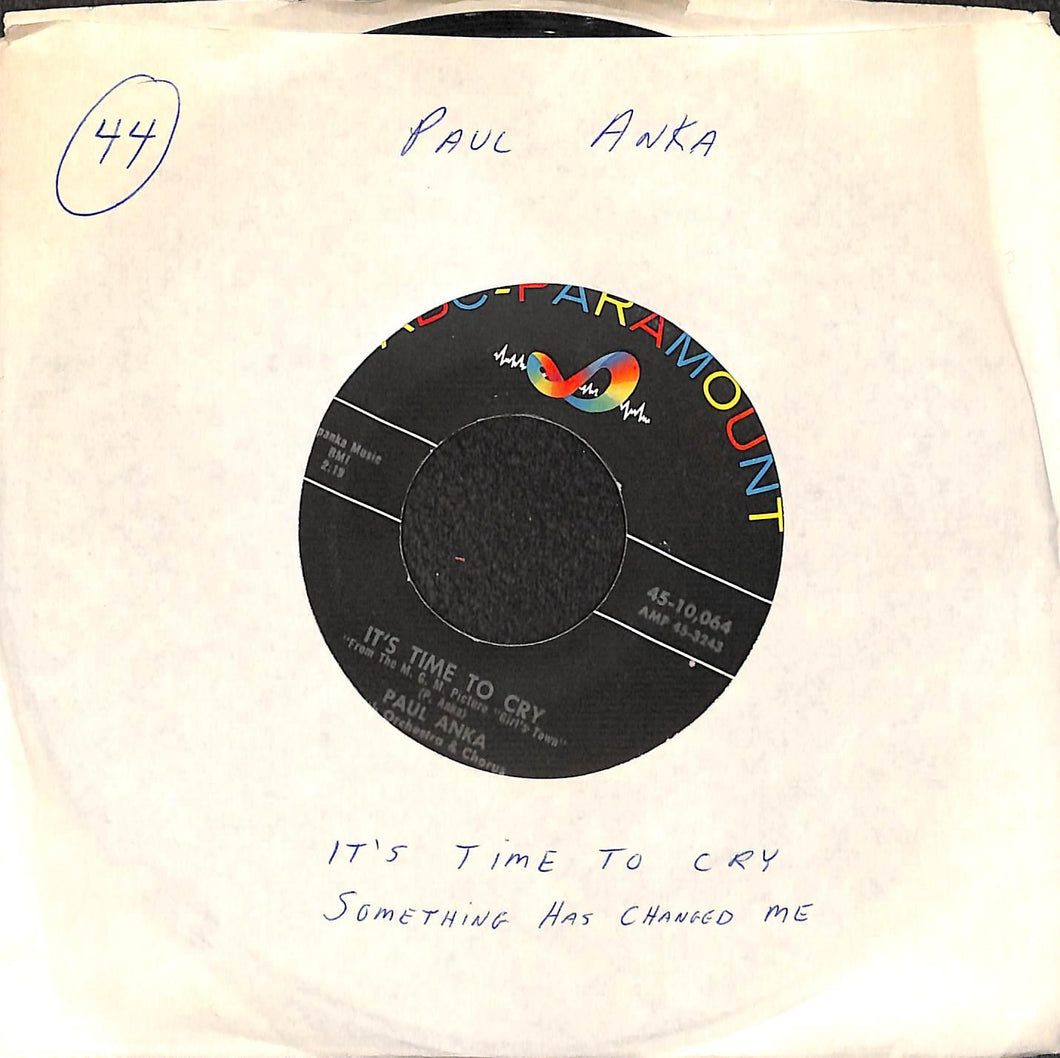 44
PAUL ANKA
ABC-PARAMOUNT
Music
BMI
2:19
45-10,064
AMP 45-3243
IT'S TIME TO CRY
"From The M. G. M. Picture "Girl's Town"
(P. Anka)
PAUL ANKA
Orchestra & Chorus
IT'S TIME TO CRY
SOMETHING HAS CHANGED ME